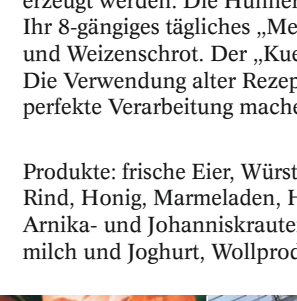 erzeugt werden. Die Hühner
Ihr 8-gängiges tägliches „Me
und Weizenschrot. Der „Kue
Die Verwendung alter Rezep
perfekte Verarbeitung mache
Produkte: frische Eier, Würst
Rind, Honig, Marmeladen, H
Arnika- und Johanniskraute
milch und Joghurt, Wollprod